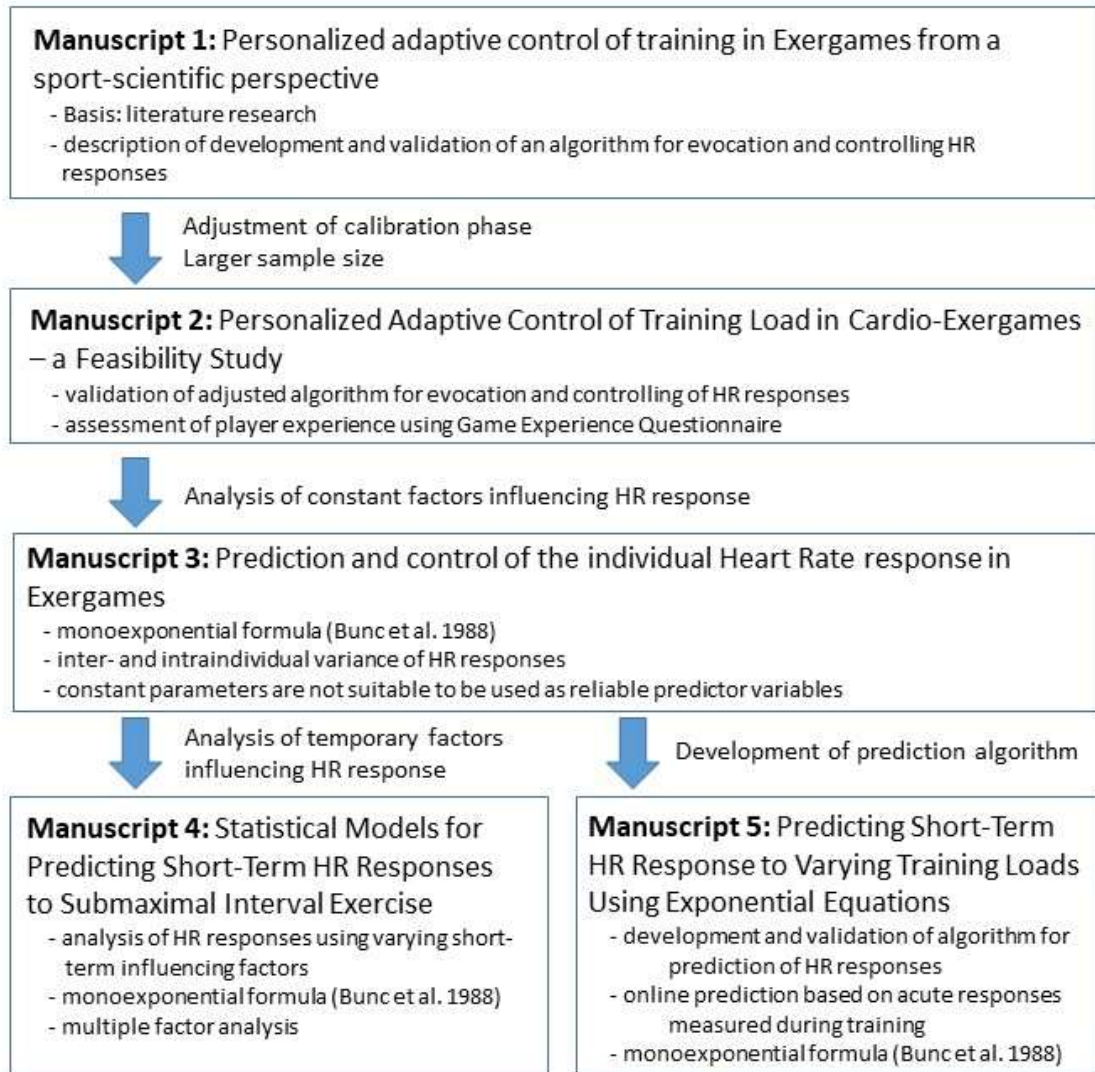 Manuscript 1: Personalized adaptive control of training in Exergames from a
sport-scientific perspective
- Basis: literature research
- description of development and validation of an algorithm for evocation and controlling HR
responses
Adjustment of calibration phase
Larger sample size
Manuscript 2: Personalized Adaptive Control of Training Load in Cardio-Exergames
– a Feasibility Study
- validation of adjusted algorithm for evocation and controlling of HR responses
- assessment of player experience using Game Experience Questionnaire
Analysis of constant factors influencing HR response
Manuscript 3: Prediction and control of the individual Heart Rate response in
Exergames
- monoexponential formula (Bunc et al. 1988)
- inter- and intraindividual variance of HR responses
- constant parameters are not suitable to be used as reliable predictor variables
Analysis of temporary factors
influencing HR response
Development of prediction algorithm
Manuscript 4: Statistical Models for
Predicting Short-Term HR Responses
to Submaximal Interval Exercise
- analysis of HR responses using varying short-
term influencing factors
- monoexponential formula (Bunc et al. 1988)
- multiple factor analysis
Manuscript 5: Predicting Short-Term
HR Response to Varying Training Loads
Using Exponential Equations
- development and validation of algorithm for
prediction of HR responses
- online prediction based on acute responses
measured during training
- monoexponential formula (Bunc et al. 1988)